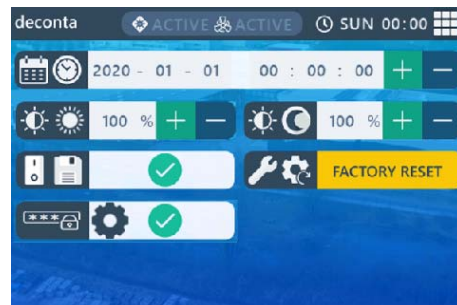 deconta ACTIVE ACTIVE SUN 00:00
2020 - 01 - 01 00 : 00 : 00 + −
100 % + − 100 % + −
FACTORY RESET
***